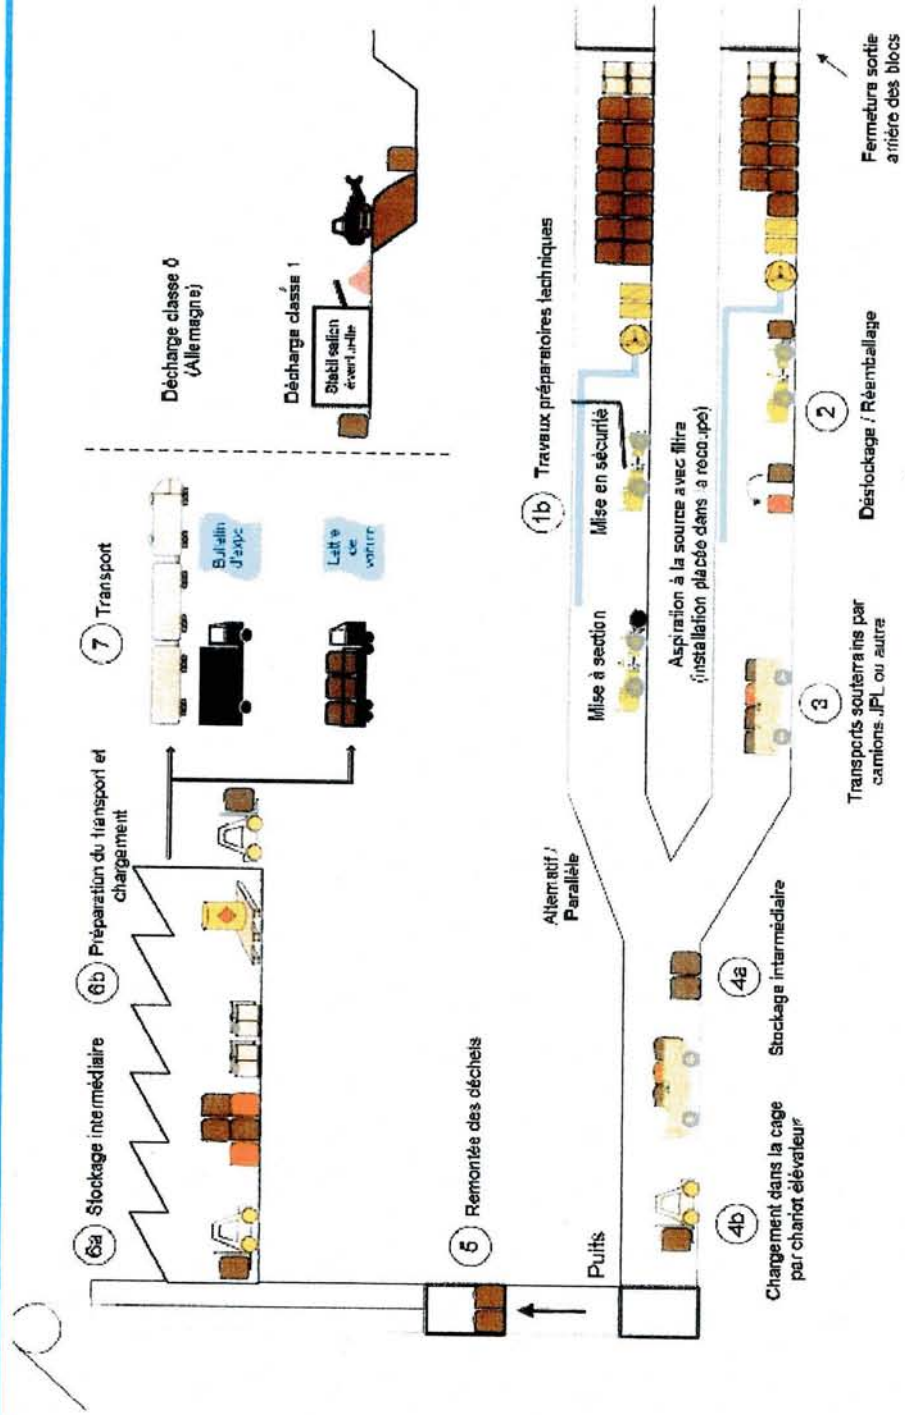 6a Stockage intermédiaire
6b Préparation du transport et
chargement
7 Transport
Bulletin
d'expé
Lettre
de
voiture
Décharge classe 0
(Allemagne)
Décharge classe 1
Stabilisation
éventuelle
5 Remontée des déchets
Puits
Alternatif /
Parallèle
1b Travaux préparatoires techniques
Mise à section
Mise en sécurité
Aspiration à la source avec filtre
(installation placée dans la recoupe)
4b
Chargement dans la cage
par chariot élévateur
4a
Stockage intermédiaire
3
Transports souterrains par
camions JPL ou autre
2
Déstockage / Réemballage
Fermeture sortie
arrière des blocs